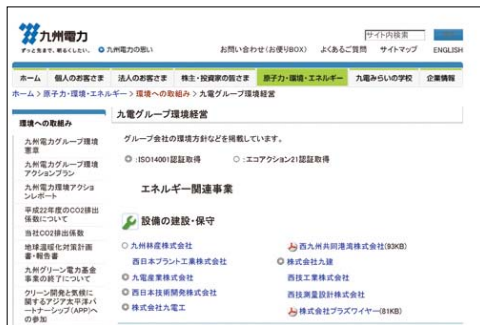 九州電力
ずっと先まで、明るくしたい。
九州電力の思い
お問い合わせ(お便りBOX) よくあるご質問 サイトマップ ENGLISH
サイト内検索
ホーム 個人のお客さま 法人のお客さま 株主・投資家の皆さま 原子力・環境・エネルギー 九電みらいの学校 企業情報
ホーム > 原子力・環境・エネルギー > 環境への取組み > 九電グループ環境経営
環境への取組み
九州電力グループ環境憲章
九州電力グループ環境アクションプラン
九州電力環境アクションレポート
平成22年度のCO2排出係数について
当社CO2排出係数
地球温暖化対策計画書・報告書
九州グリーン電力基金事業の終了について
クリーン開発と気候に関するアジア太平洋パートナーシップ(APP)への参加
九電グループ環境経営
グループ会社の環境方針などを掲載しています。
◎ :ISO14001認証取得 ○ :エコアクション21認証取得
エネルギー関連事業
設備の建設・保守
○ 九州林産株式会社
西日本プラント工業株式会社
◎ 九電産業株式会社
◎ 西日本技術開発株式会社
◎ 株式会社九電工
西九州共同港湾株式会社(93KB)
◎ 株式会社九建
西技工業株式会社
西技測量設計株式会社
株式会社プラズワイヤー(81KB)